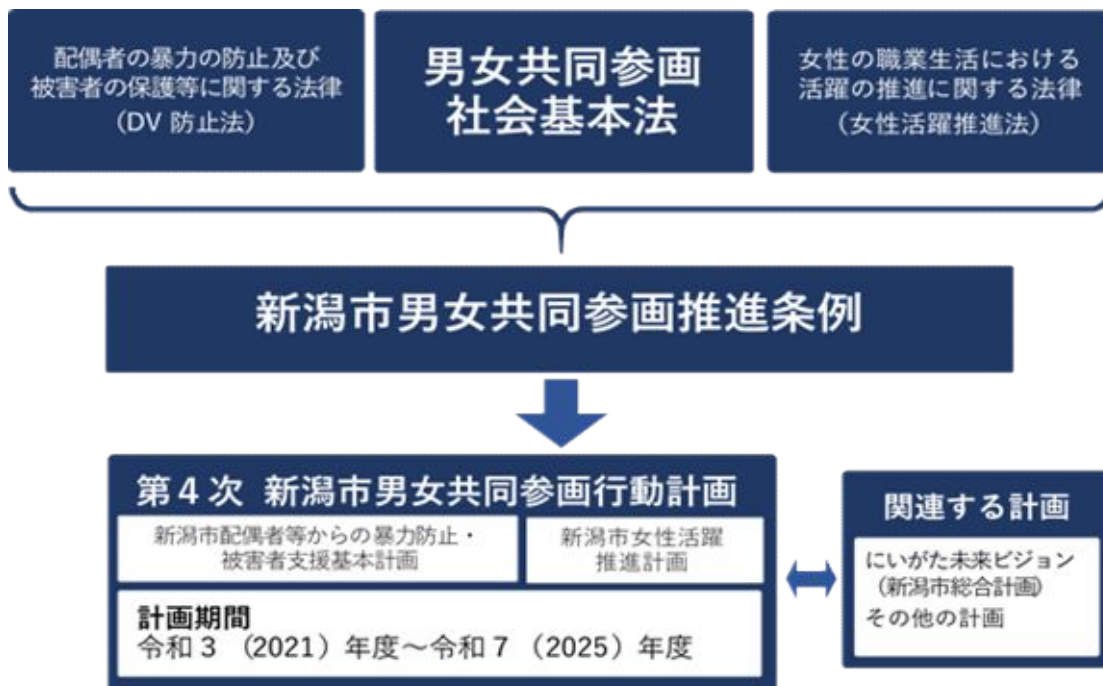 配偶者の暴力の防止及び
被害者の保護等に関する法律
（DV 防止法）
男女共同参画
社会基本法
女性の職業生活における
活躍の推進に関する法律
（女性活躍推進法）
新潟市男女共同参画推進条例
第４次 新潟市男女共同参画行動計画
新潟市配偶者等からの暴力防止・
被害者支援基本計画
新潟市女性活躍
推進計画
計画期間
令和３（2021）年度～令和７（2025）年度
関連する計画
にいがた未来ビジョン
（新潟市総合計画）
その他の計画